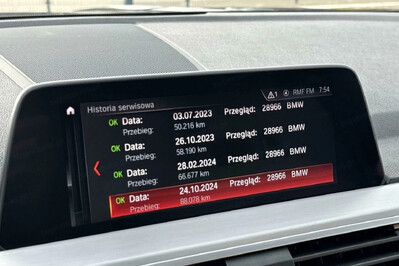 1 RMF FM 7:54
Historia serwisowa
OK Data: 03.07.2023 Przegląd: 28966 BMW
Przebieg: 50.216 km
OK Data: 26.10.2023 Przegląd: 28966 BMW
Przebieg: 58.190 km
OK Data: 28.02.2024 Przegląd: 28966 BMW
Przebieg: 66.677 km
OK Data: 24.10.2024 Przegląd: 28966 BMW
Przebieg: 88.078 km